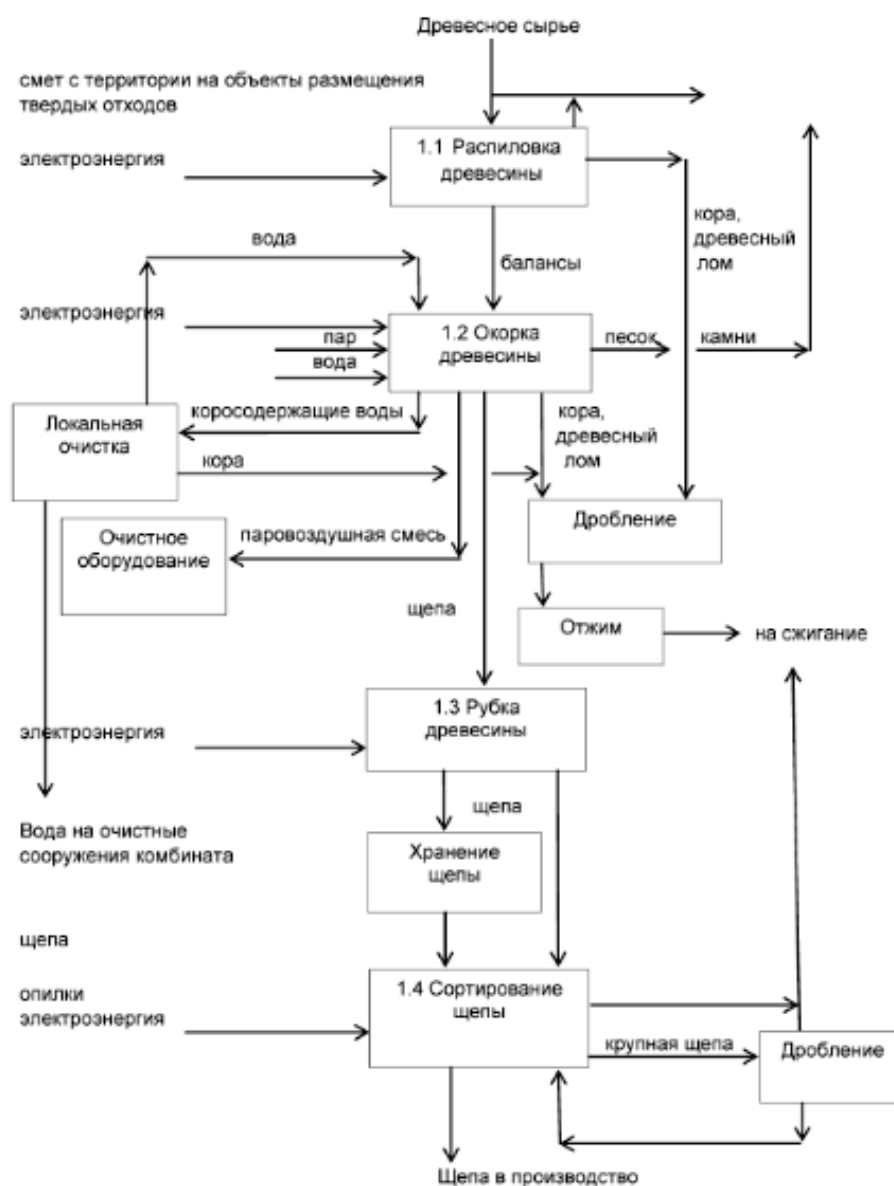 Древесное сырье
смет с территории на объекты размещения
твердых отходов
1.1 Распиловка
древесины
электроэнергия
кора,
древесный
лом
вода
балансы
электроэнергия
1.2 Окорка
древесины
пар
вода
песок
камни
коросодержащие воды
Локальная
очистка
кора
кора,
древесный
лом
Дробление
Очистное
оборудование
паровоздушная смесь
щепа
Отжим
на сжигание
1.3 Рубка
древесины
электроэнергия
щепа
Вода на очистные
сооружения комбината
Хранение
щепы
щепа
опилки
электроэнергия
1.4 Сортирование
щепы
крупная щепа
Дробление
Щепа в производство